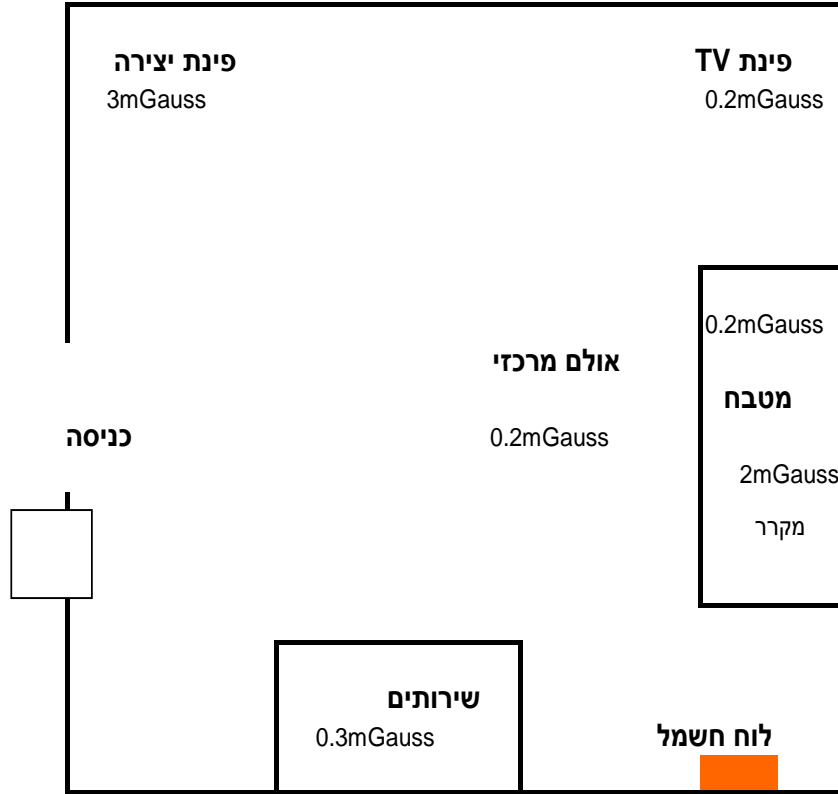 פינת TV
0.2mGauss
פינת יצירה
3mGauss
0.2mGauss
אולם מרכזי
מטבח
כניסה
0.2mGauss
2mGauss
מקרר
שירותים
0.3mGauss
לוח חשמל